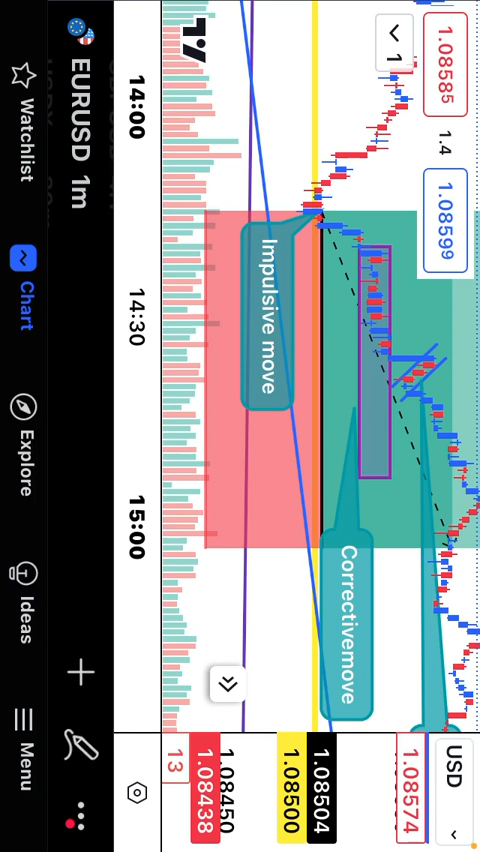 1.08585
1.4
1.08599
1
USD
1.08574
Impulsive move
Correctivemove
1.08504
1.08500
1.08450
1.08438
13
14:00
14:30
15:00
EURUSD 1m
Watchlist
Chart
Explore
Ideas
Menu